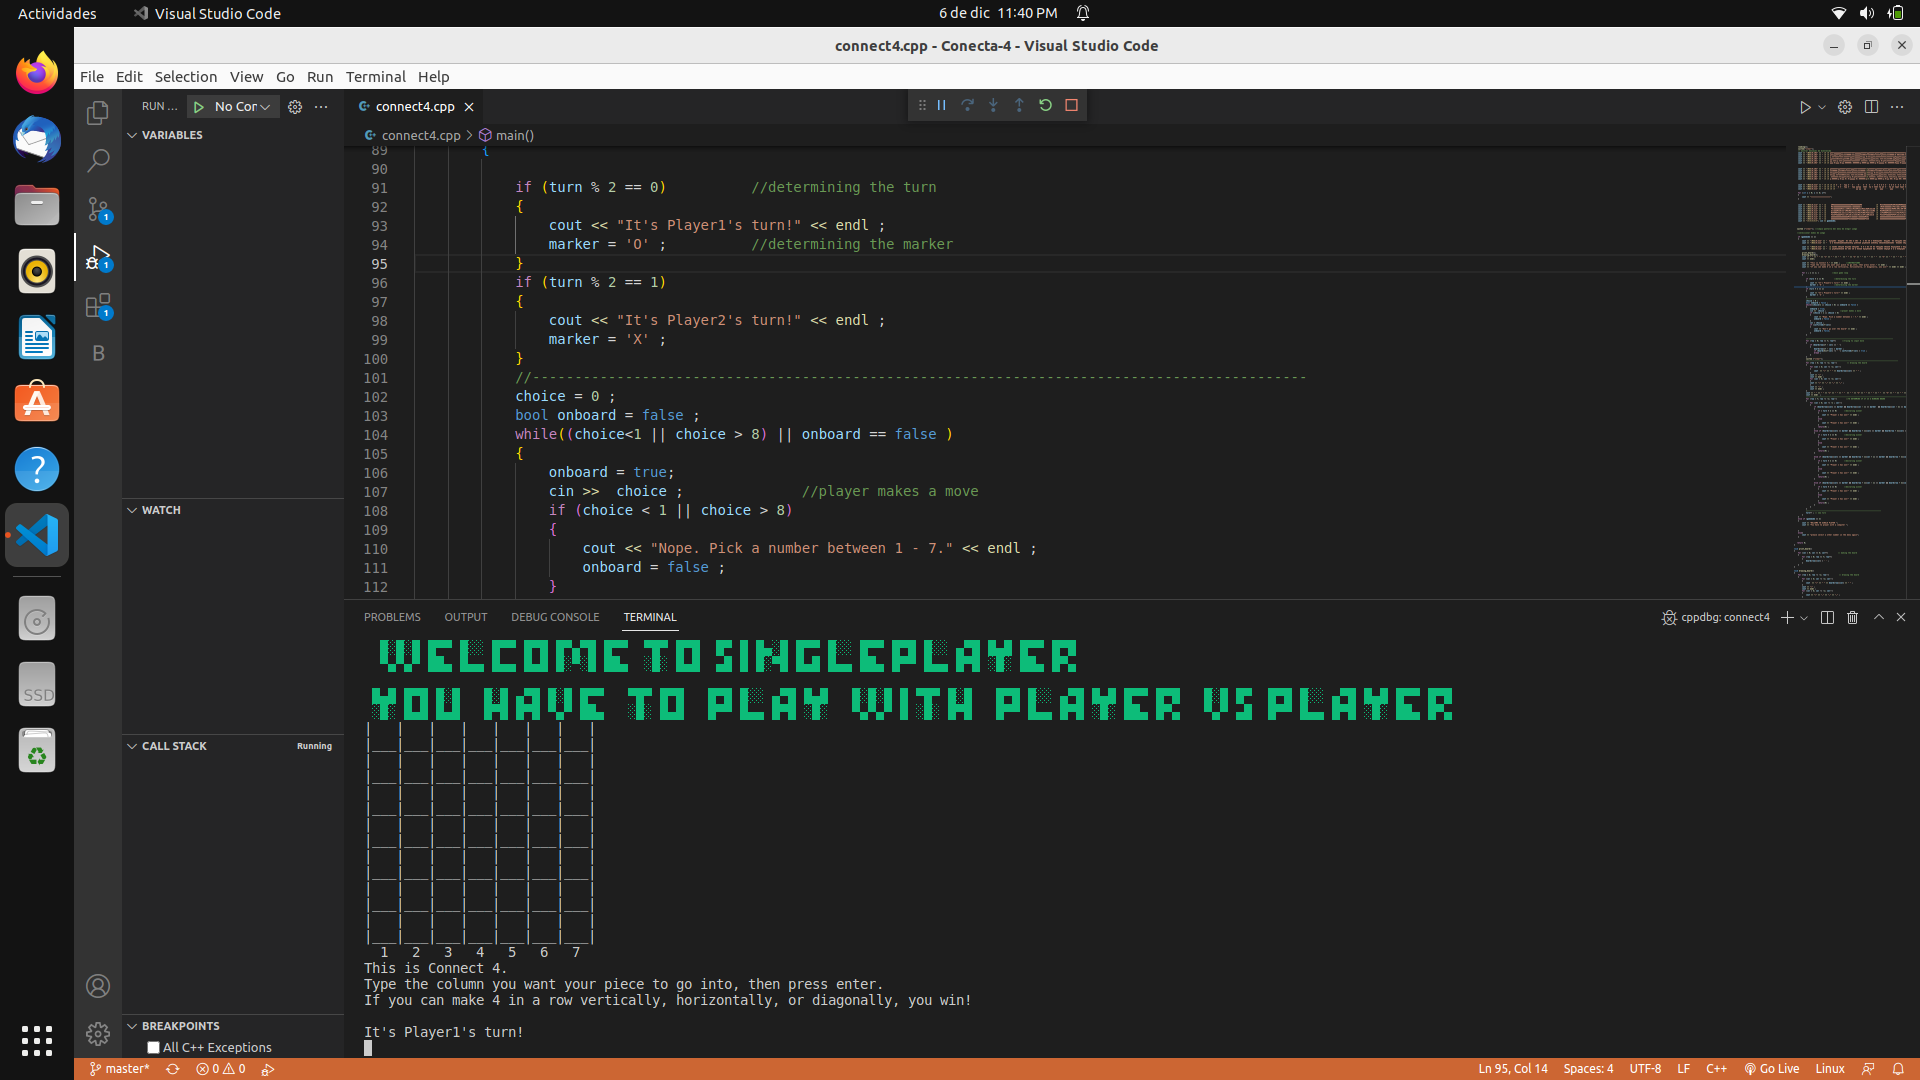 Actividades
Visual Studio Code
6 de dic 11:40 PM
connect4.cpp - Conecta-4 - Visual Studio Code
File Edit Selection View Go Run Terminal Help
RUN ...
No Cor
connect4.cpp
VARIABLES
connect4.cpp > main()
89 {
90
91 if (turn % 2 == 0) //determining the turn
92 {
93 cout << "It's Player1's turn!" << endl ;
94 marker = 'O' ; //determining the marker
95 }
96 if (turn % 2 == 1)
97 {
98 cout << "It's Player2's turn!" << endl ;
99 marker = 'X' ;
100 }
101 //--------------------------------------------------------------------------------------------
102 choice = 0 ;
103 bool onboard = false ;
104 while((choice<1 || choice > 8) || onboard == false )
105 {
106 onboard = true;
107 cin >> choice ; //player makes a move
108 if (choice < 1 || choice > 8)
109 {
110 cout << "Nope. Pick a number between 1 - 7." << endl ;
111 onboard = false ;
112 }
1
1
1
B
WATCH
CALL STACK Running
BREAKPOINTS
All C++ Exceptions
SSD
PROBLEMS OUTPUT DEBUG CONSOLE TERMINAL
cppdbg: connect4
WELCOME TO SINGLEPLAYER
YOU HAVE TO PLAY WITH PLAYER VS PLAYER
1 2 3 4 5 6 7
This is Connect 4.
Type the column you want your piece to go into, then press enter.
If you can make 4 in a row vertically, horizontally, or diagonally, you win!
It's Player1's turn!
master* 0 0
Ln 95, Col 14 Spaces: 4 UTF-8 LF C++ Go Live Linux